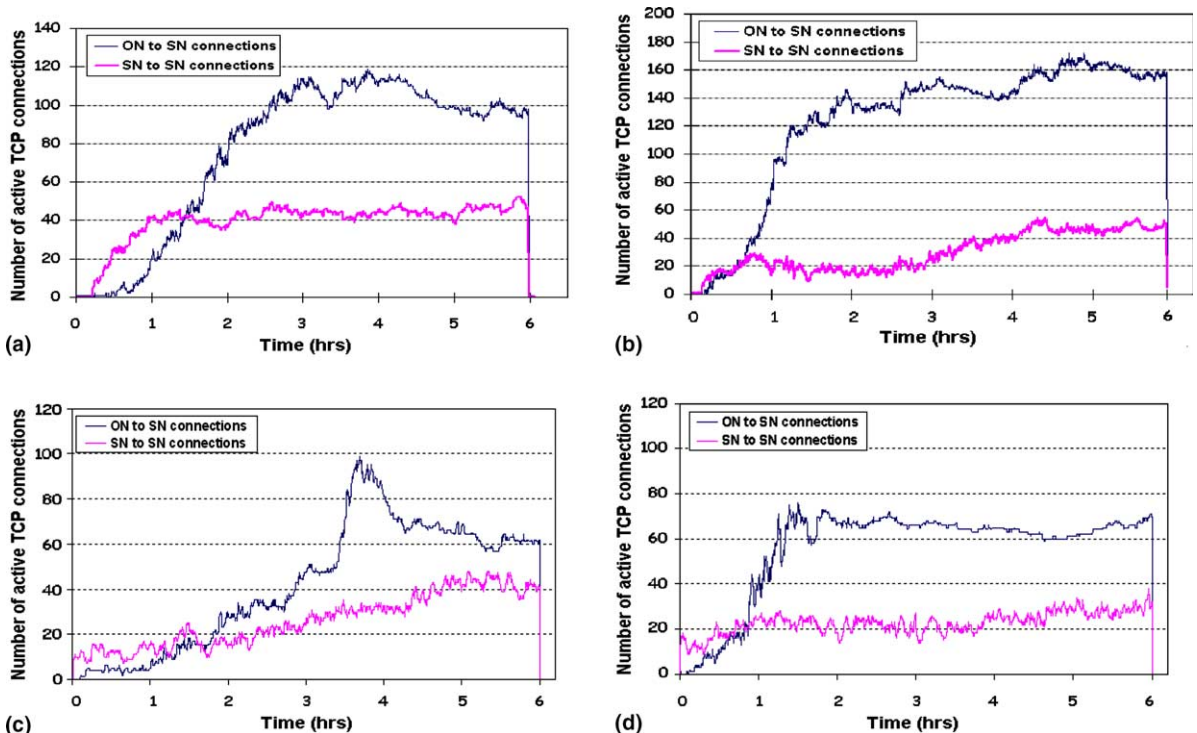 140
120
100
80
60
40
20
0
Number of active TCP connections
ON to SN connections
SN to SN connections
0 1 2 3 4 5 6
Time (hrs)
(a)
200
180
160
140
120
100
80
60
40
20
0
Number of active TCP connections
ON to SN connections
SN to SN connections
0 1 2 3 4 5 6
Time (hrs)
(b)
120
100
80
60
40
20
0
Number of active TCP connections
ON to SN connections
SN to SN connections
0 1 2 3 4 5 6
Time (hrs)
(c)
120
100
80
60
40
20
0
Number of active TCP connections
ON to SN connections
SN to SN connections
0 1 2 3 4 5 6
Time (hrs)
(d)